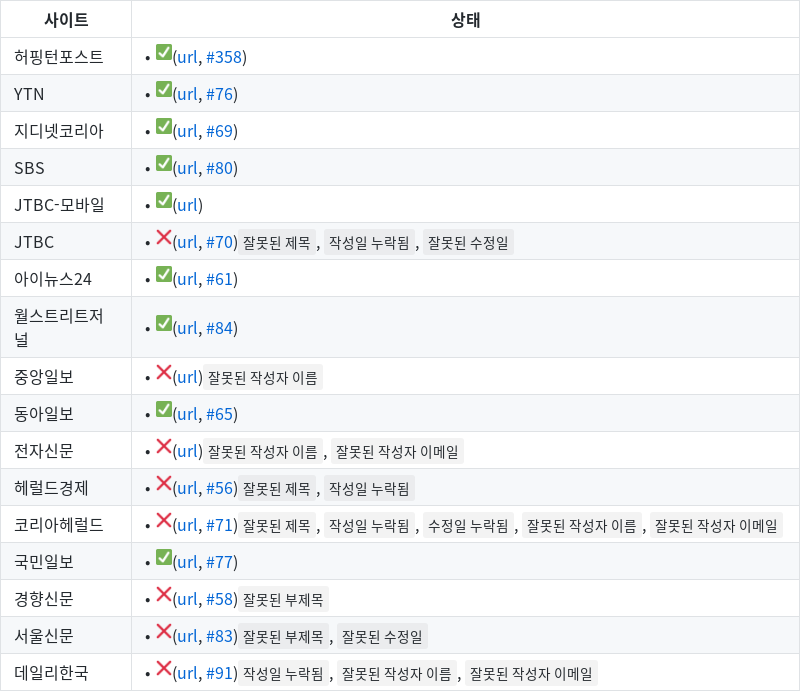 사이트 상태
허핑턴포스트 • ✅(url, #358)
YTN • ✅(url, #76)
지디넷코리아 • ✅(url, #69)
SBS • ✅(url, #80)
JTBC-모바일 • ✅(url)
JTBC • ❌(url, #70) 잘못된 제목 , 작성일 누락됨 , 잘못된 수정일
아이뉴스24 • ✅(url, #61)
월스트리트저
널 • ✅(url, #84)
중앙일보 • ❌(url) 잘못된 작성자 이름
동아일보 • ✅(url, #65)
전자신문 • ❌(url) 잘못된 작성자 이름 , 잘못된 작성자 이메일
헤럴드경제 • ❌(url, #56) 잘못된 제목 , 작성일 누락됨
코리아헤럴드 • ❌(url, #71) 잘못된 제목 , 작성일 누락됨 , 수정일 누락됨 , 잘못된 작성자 이름 , 잘못된 작성자 이메일
국민일보 • ✅(url, #77)
경향신문 • ❌(url, #58) 잘못된 부제목
서울신문 • ❌(url, #83) 잘못된 부제목 , 잘못된 수정일
데일리한국 • ❌(url, #91) 작성일 누락됨 , 잘못된 작성자 이름 , 잘못된 작성자 이메일